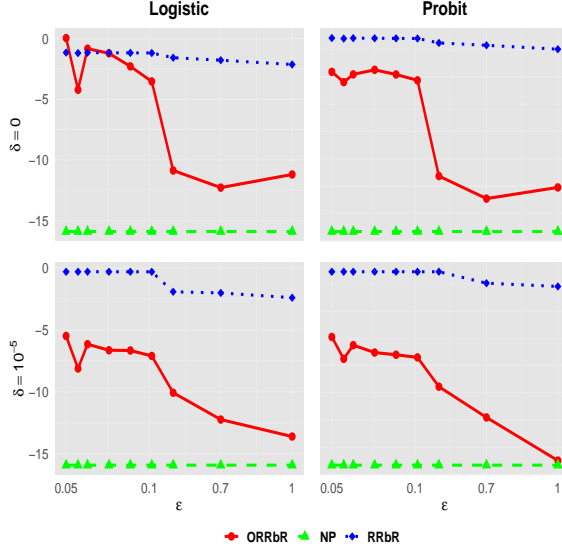 Logistic Probit
δ = 0
0
−5
−10
−15
δ = 10⁻⁵
0
−5
−10
−15
0.05 0.1 0.7 1 0.05 0.1 0.7 1
ε ε
ORRbR NP RRbR